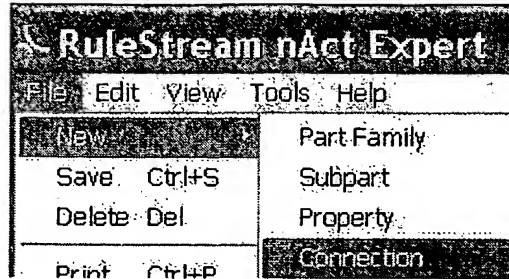 RuleStream nAct Expert
File Edit View Tools Help
New
Save Ctrl+S
Delete Del
Print Ctrl+P
Part Family
Subpart
Property
Connection